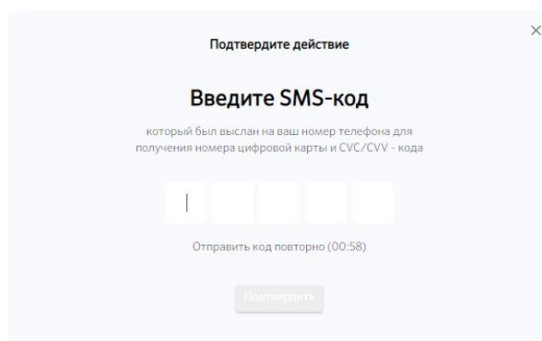 Подтвердите действие
Введите SMS-код
который был выслан на ваш номер телефона для
получения номера цифровой карты и CVC/CVV - кода
Отправить код повторно (00:58)
Подтвердить